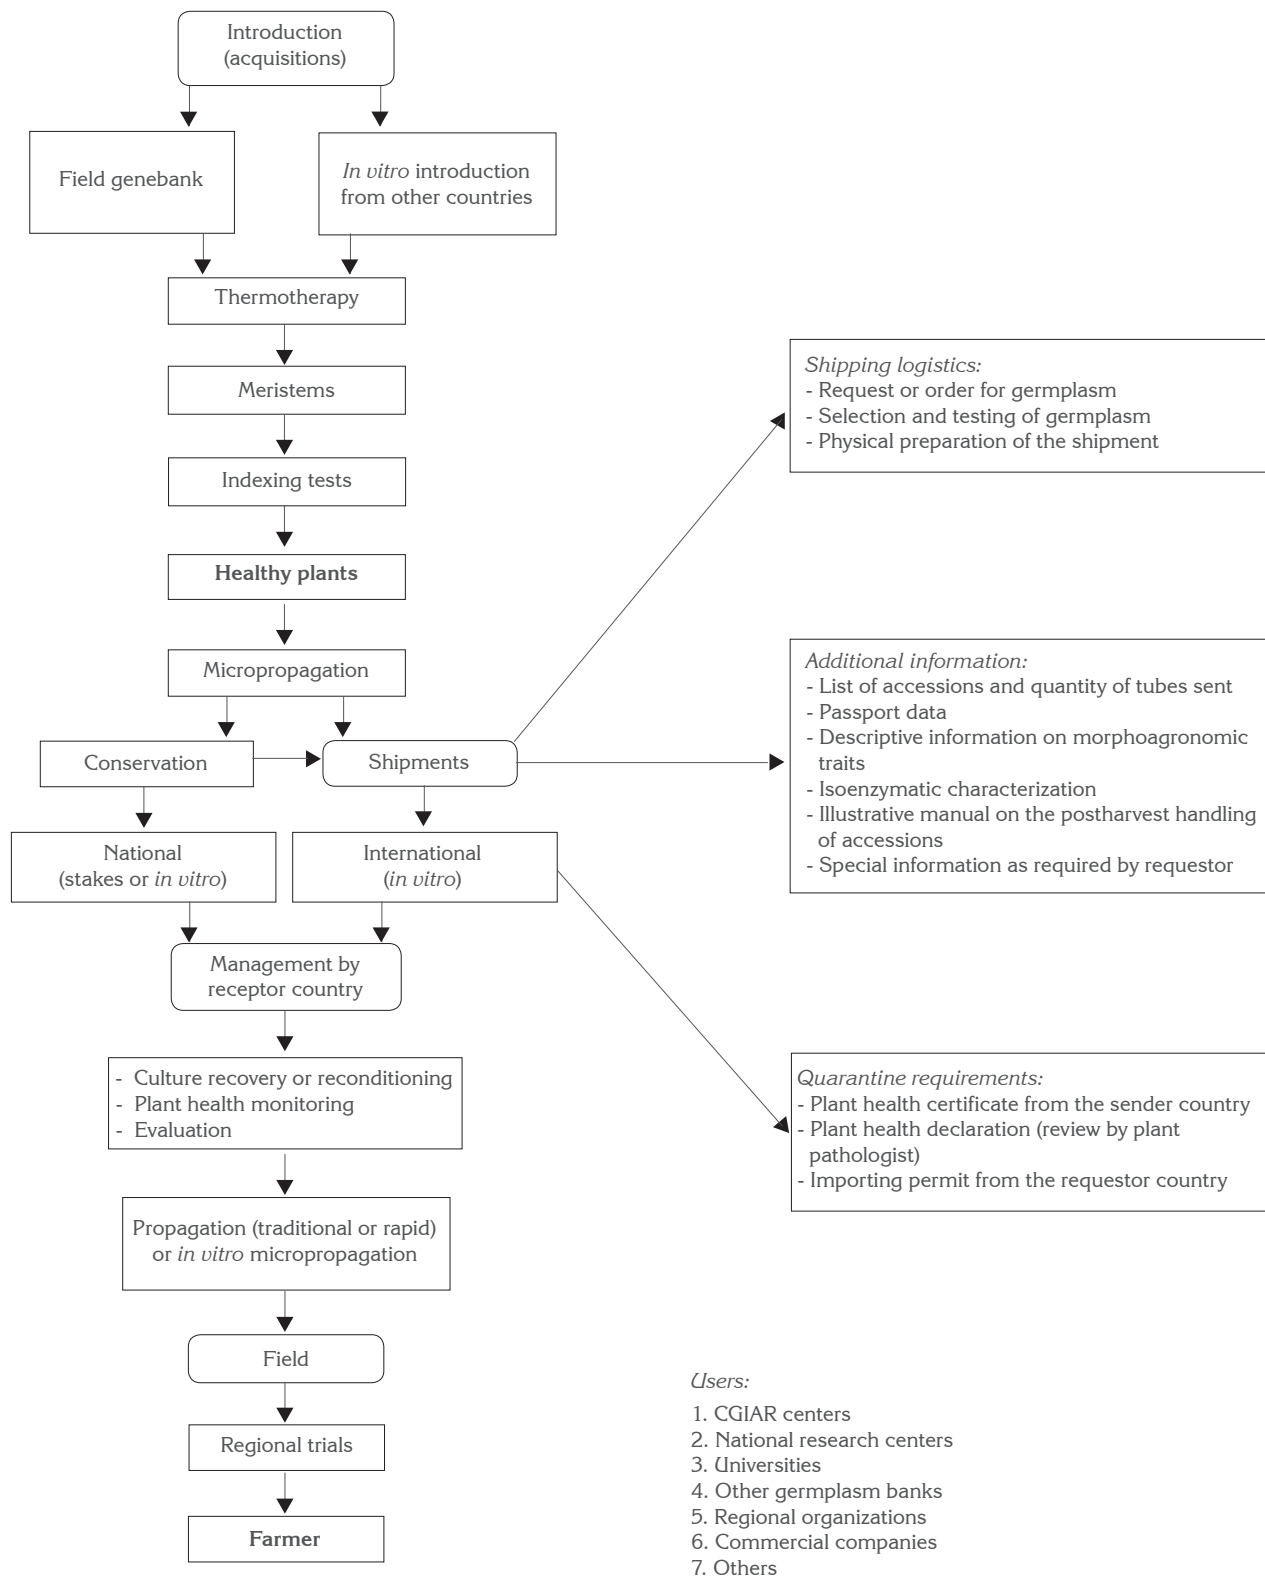 Introduction
(acquisitions)
Field genebank
In vitro introduction
from other countries
Thermotherapy
Meristems
Indexing tests
Healthy plants
Micropropagation
Conservation
Shipments
National
(stakes or in vitro)
International
(in vitro)
Management by
receptor country
- Culture recovery or reconditioning
- Plant health monitoring
- Evaluation
Propagation (traditional or rapid)
or in vitro micropropagation
Field
Regional trials
Farmer
Shipping logistics:
- Request or order for germplasm
- Selection and testing of germplasm
- Physical preparation of the shipment
Additional information:
- List of accessions and quantity of tubes sent
- Passport data
- Descriptive information on morphoagronomic
traits
- Isoenzymatic characterization
- Illustrative manual on the postharvest handling
of accessions
- Special information as required by requestor
Quarantine requirements:
- Plant health certificate from the sender country
- Plant health declaration (review by plant
pathologist)
- Importing permit from the requestor country
Users:
1. CGIAR centers
2. National research centers
3. Universities
4. Other germplasm banks
5. Regional organizations
6. Commercial companies
7. Others